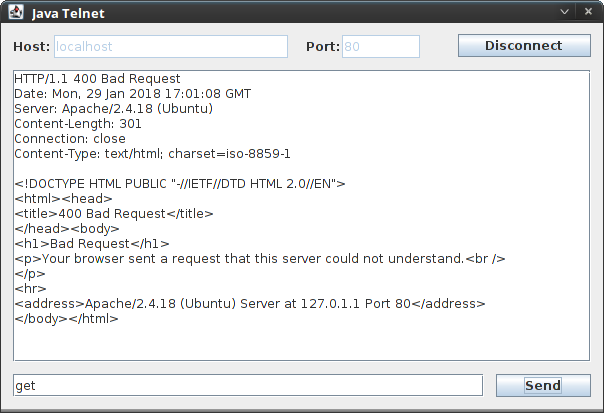 Java Telnet
Host: localhost Port: 80 Disconnect
HTTP/1.1 400 Bad Request
Date: Mon, 29 Jan 2018 17:01:08 GMT
Server: Apache/2.4.18 (Ubuntu)
Content-Length: 301
Connection: close
Content-Type: text/html; charset=iso-8859-1

<!DOCTYPE HTML PUBLIC "-//IETF//DTD HTML 2.0//EN">
<html><head>
<title>400 Bad Request</title>
</head><body>
<h1>Bad Request</h1>
<p>Your browser sent a request that this server could not understand.<br />
</p>
<hr>
<address>Apache/2.4.18 (Ubuntu) Server at 127.0.1.1 Port 80</address>
</body></html>
get Send